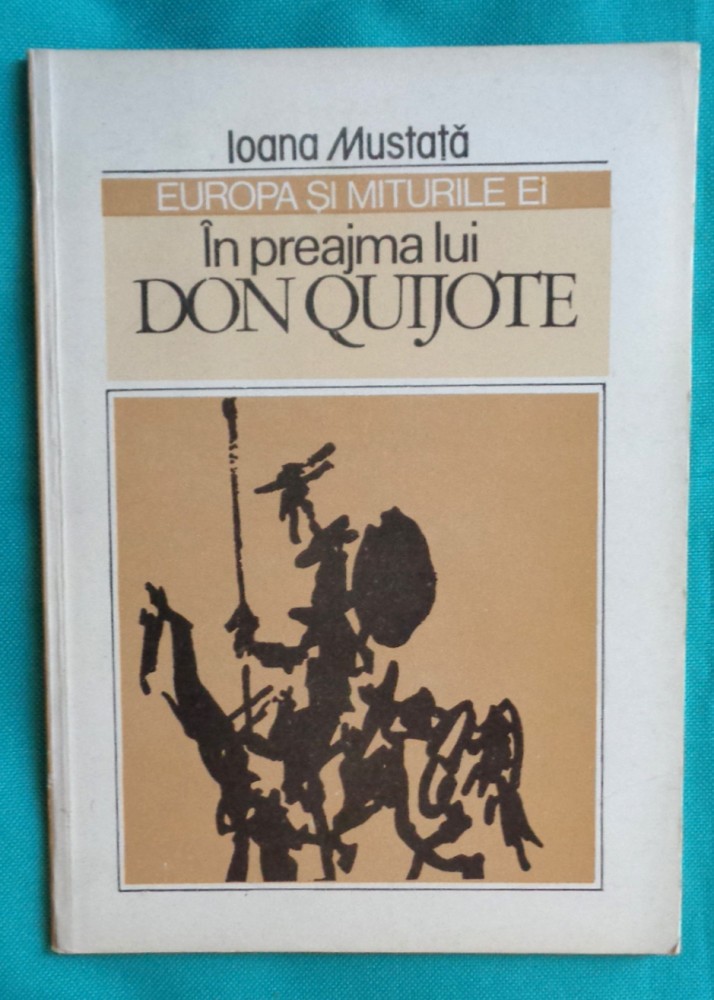 Ioana Mustață
EUROPA ȘI MITURILE EI
În preajma lui
DON QUIJOTE